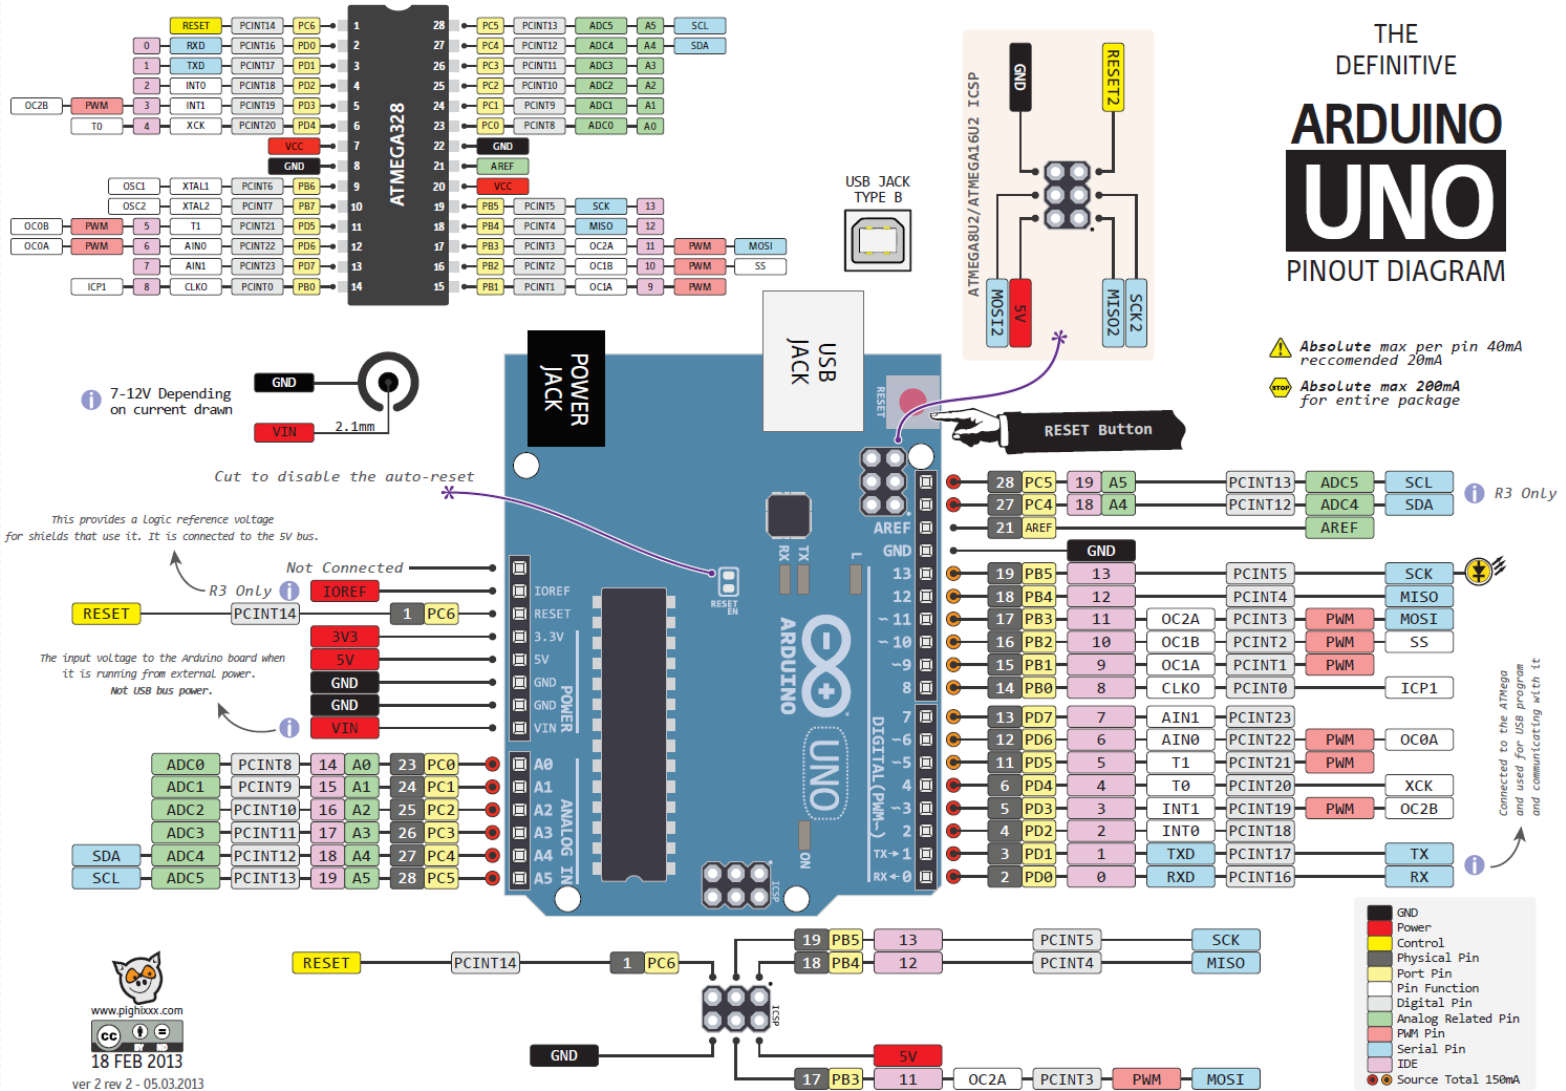 RESET PCINT14 PC6 1
0 RXD PCINT16 PD0 2
1 TXD PCINT17 PD1 3
2 INT0 PCINT18 PD2 4
OC2B PWM 3 INT1 PCINT19 PD3 5
T0 4 XCK PCINT20 PD4 6
VCC 7
GND 8
OSC1 XTAL1 PCINT6 PB6 9
OSC2 XTAL2 PCINT7 PB7 10
OC0B PWM 5 T1 PCINT21 PD5 11
OC0A PWM 6 AIN0 PCINT22 PD6 12
7 AIN1 PCINT23 PD7 13
ICP1 8 CLKO PCINT0 PB0 14
ATMEGA328
28 PC5 PCINT13 ADC5 A5 SCL
27 PC4 PCINT12 ADC4 A4 SDA
26 PC3 PCINT11 ADC3 A3
25 PC2 PCINT10 ADC2 A2
24 PC1 PCINT9 ADC1 A1
23 PC0 PCINT8 ADC0 A0
22 GND
21 AREF
20 VCC
19 PB5 PCINT5 SCK 13
18 PB4 PCINT4 MISO 12
17 PB3 PCINT3 OC2A 11 PWM MOSI
16 PB2 PCINT2 OC1B 10 PWM SS
15 PB1 PCINT1 OC1A 9 PWM
USB JACK
TYPE B
ATMEGA8U2/ATMEGA16U2 ICSP
GND
RESET2
MOSI2
5V
MISO2
SCK2
THE
DEFINITIVE
ARDUINO
UNO
PINOUT DIAGRAM
Absolute max per pin 40mA
reccomended 20mA
STOP
Absolute max 200mA
for entire package
7-12V Depending
on current drawn
GND
VIN
2.1mm
POWER
JACK
USB
JACK
RESET
RESET Button
Cut to disable the auto-reset
This provides a logic reference voltage
for shields that use it. It is connected to the 5V bus.
Not Connected
R3 Only i IOREF
RESET PCINT14 1 PC6
3V3
5V
GND
GND
VIN
The input voltage to the Arduino board when
it is running from external power.
Not USB bus power.
ADC0 PCINT8 14 A0 23 PC0
ADC1 PCINT9 15 A1 24 PC1
ADC2 PCINT10 16 A2 25 PC2
ADC3 PCINT11 17 A3 26 PC3
SDA ADC4 PCINT12 18 A4 27 PC4
SCL ADC5 PCINT13 19 A5 28 PC5
IOREF
RESET
3.3V
5V
GND
GND
VIN
POWER
A0
A1
A2
A3
A4
A5
ANALOG IN
RESET
EN
RX
TX
L
ARDUINO
UNO
ON
ICSP
AREF
GND
13
12
~11
~10
~9
8
7
~6
~5
4
~3
2
TX→1
RX←0
DIGITAL(PWM~)
28 PC5 19 A5 PCINT13 ADC5 SCL
27 PC4 18 A4 PCINT12 ADC4 SDA
R3 Only
21 AREF AREF
GND
19 PB5 13 PCINT5 SCK
18 PB4 12 PCINT4 MISO
17 PB3 11 OC2A PCINT3 PWM MOSI
16 PB2 10 OC1B PCINT2 PWM SS
15 PB1 9 OC1A PCINT1 PWM
14 PB0 8 CLKO PCINT0 ICP1
13 PD7 7 AIN1 PCINT23
12 PD6 6 AIN0 PCINT22 PWM OC0A
11 PD5 5 T1 PCINT21 PWM
6 PD4 4 T0 PCINT20 XCK
5 PD3 3 INT1 PCINT19 PWM OC2B
4 PD2 2 INT0 PCINT18
3 PD1 1 TXD PCINT17 TX
2 PD0 0 RXD PCINT16 RX
Connected to the ATMega
and used for USB program
and communicating with it
RESET PCINT14 1 PC6
19 PB5 13 PCINT5 SCK
18 PB4 12 PCINT4 MISO
ICSP
GND
5V
17 PB3 11 OC2A PCINT3 PWM MOSI
www.pighixxx.com
cc
BY ND
18 FEB 2013
ver 2 rev 2 - 05.03.2013
GND
Power
Control
Physical Pin
Port Pin
Pin Function
Digital Pin
Analog Related Pin
PWM Pin
Serial Pin
IDE
Source Total 150mA